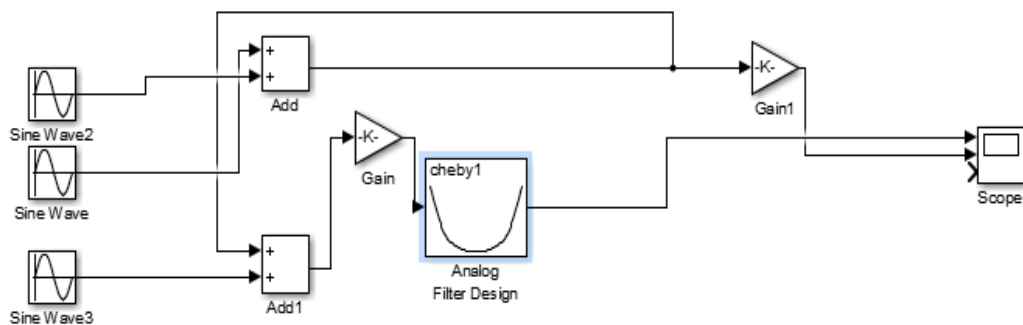 +
+
Add
-K-
Gain1
Sine Wave2
-K-
Gain
cheby1
Sine Wave
Scope
+
+
Add1
Analog
Filter Design
Sine Wave3